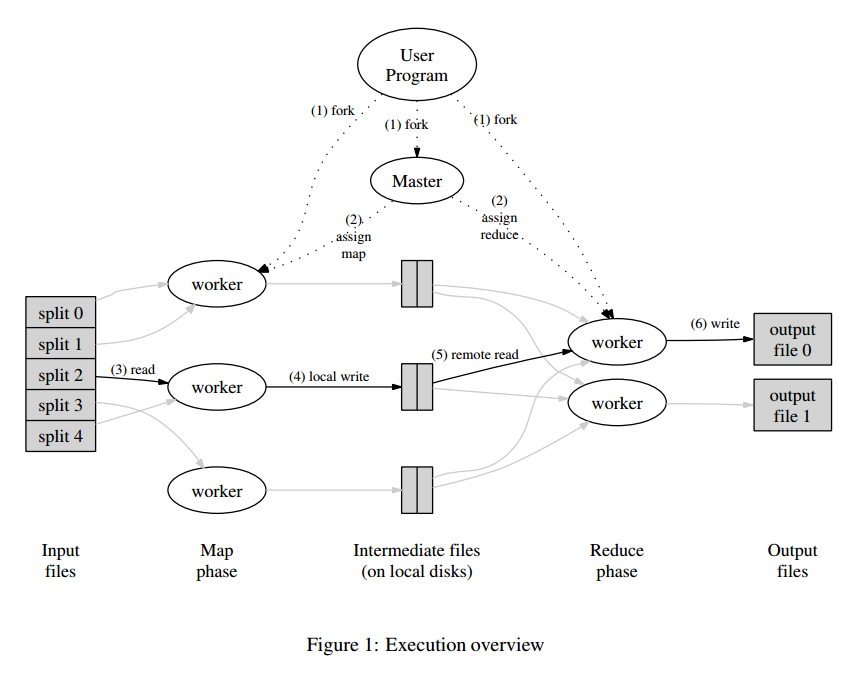 User
Program
(1) fork
(1) fork
(1) fork
Master
(2)
assign
map
(2)
assign
reduce
worker
split 0
split 1
split 2
split 3
split 4
(3) read
worker
(4) local write
(5) remote read
worker
worker
(6) write
output
file 0
worker
output
file 1
Input
files
Map
phase
Intermediate files
(on local disks)
Reduce
phase
Output
files
Figure 1: Execution overview